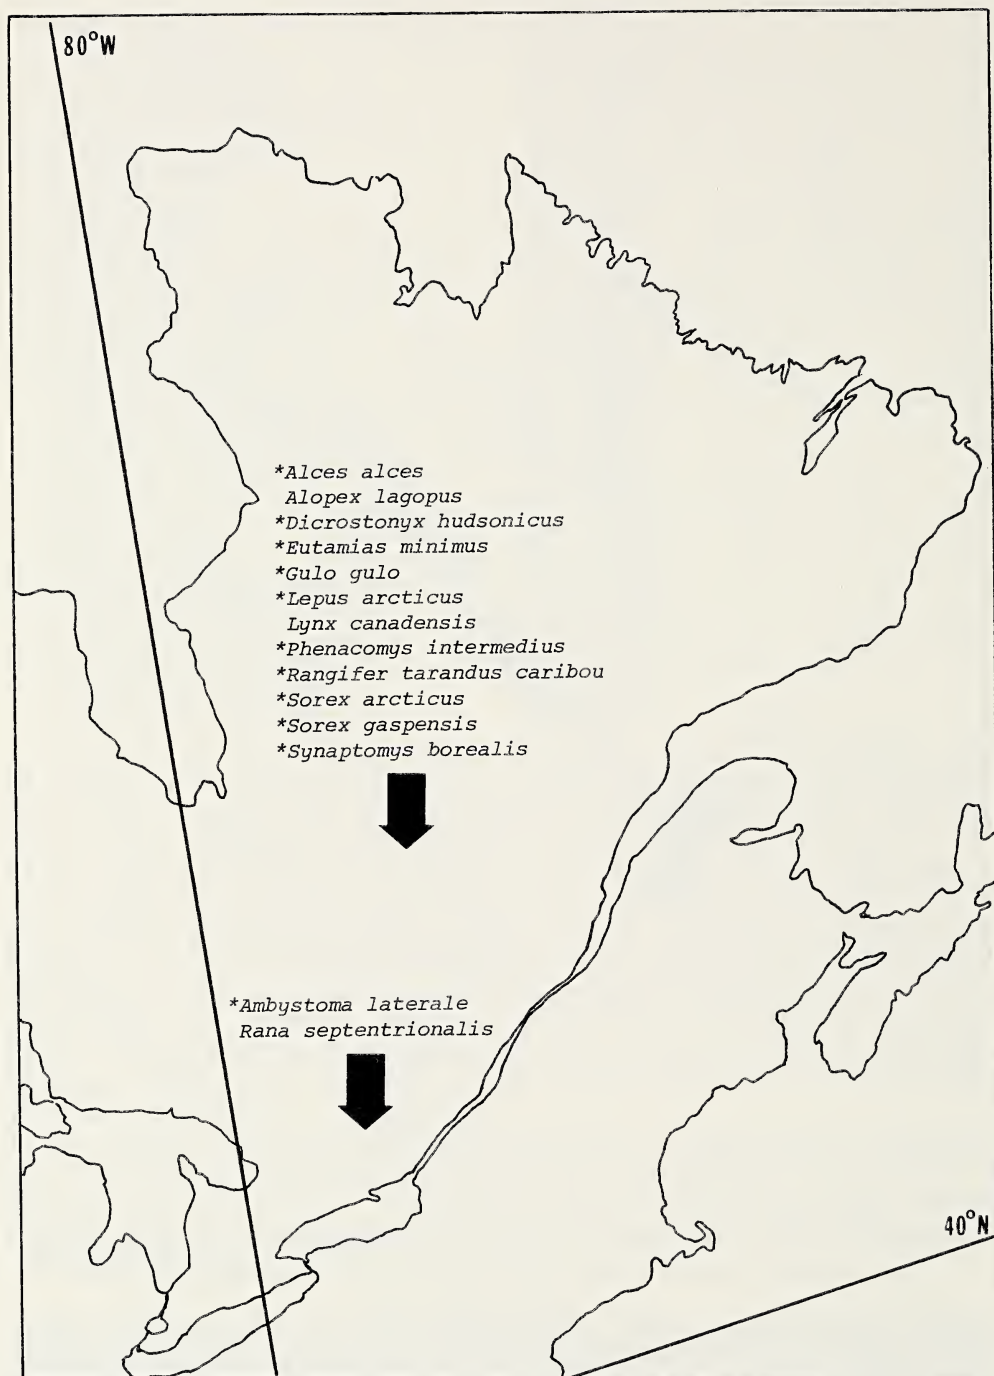 80°W
*Alces alces
Alopex lagopus
*Dicrostonyx hudsonicus
*Eutamias minimus
*Gulo gulo
*Lepus arcticus
Lynx canadensis
*Phenacomys intermedius
*Rangifer tarandus caribou
*Sorex arcticus
*Sorex gaspensis
*Synaptomys borealis
*Ambystoma laterale
Rana septentrionalis
40°N